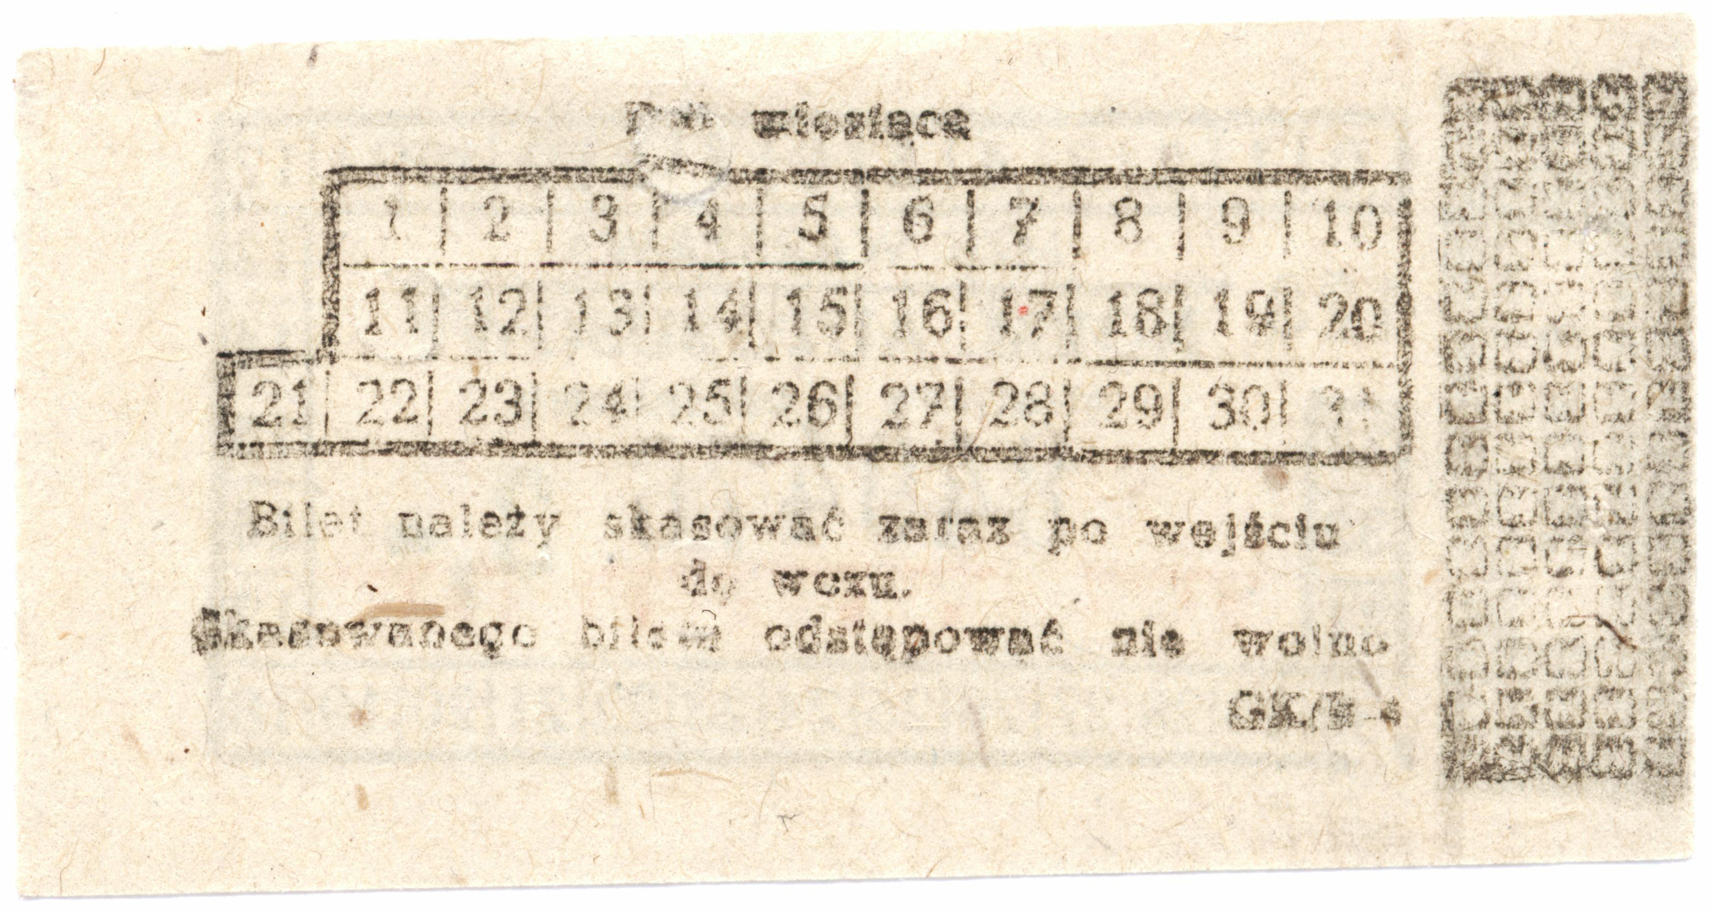 Dni miesiąca
1 2 3 4 5 6 7 8 9 10
11 12 13 14 15 16 17 18 19 20
21 22 23 24 25 26 27 28 29 30 31
Bilet należy skasować zaraz po wejściu
do wozu.
Skasowanego biletu odstępować nie wolno